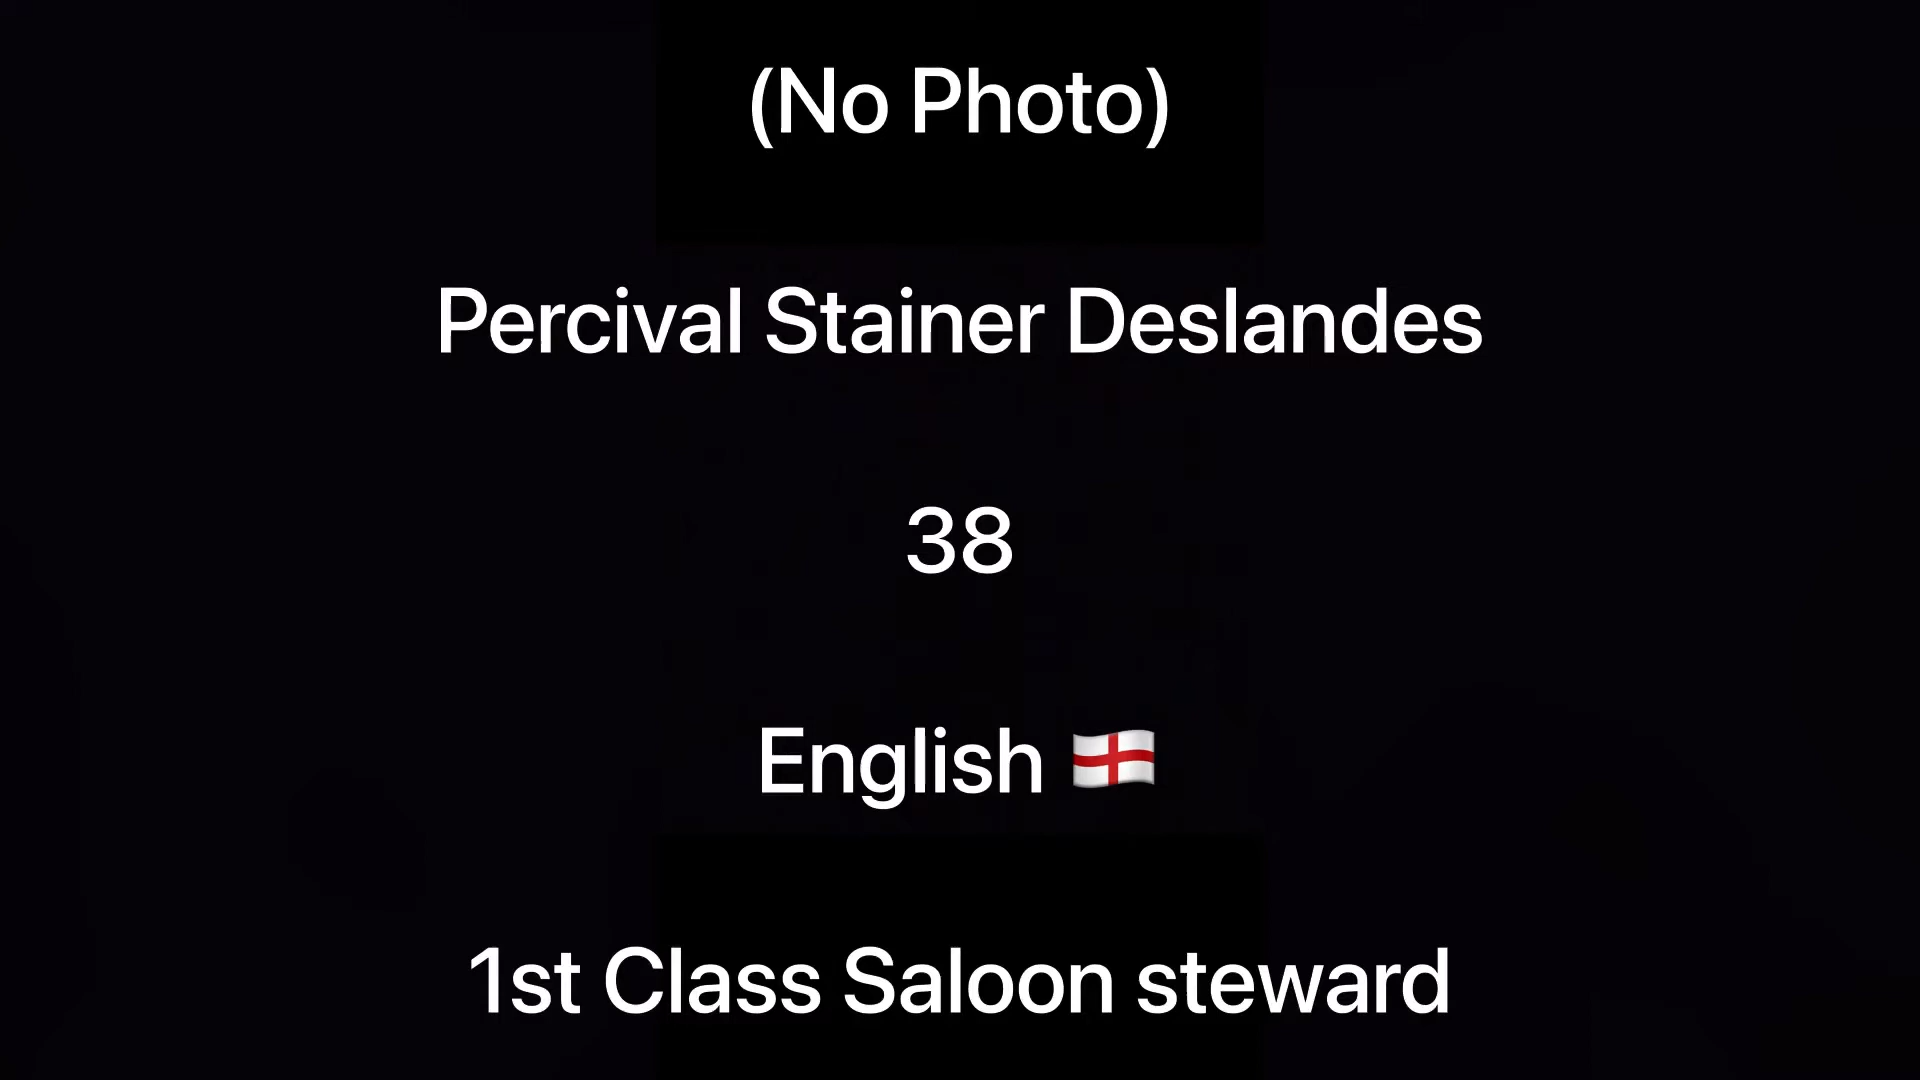 (No Photo)
Percival Stainer Deslandes
38
English 🏴󠁧󠁢󠁥󠁮󠁧󠁿
1st Class Saloon steward